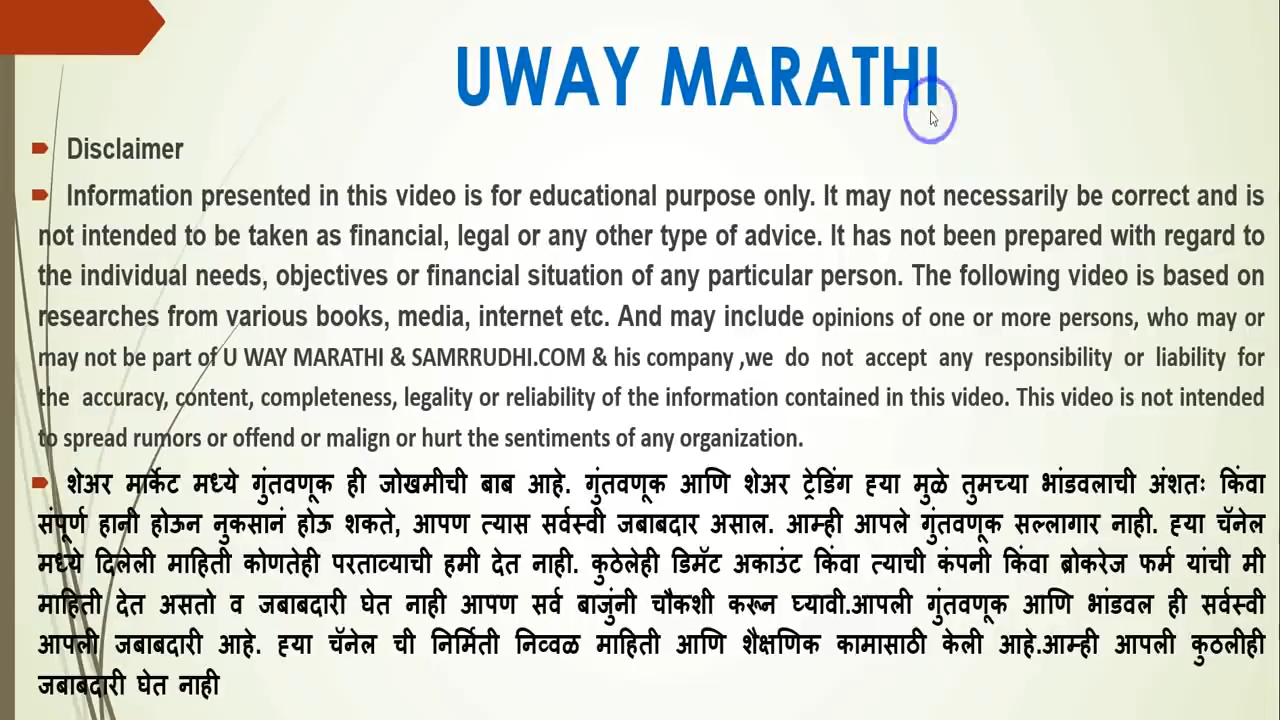 UWAY MARATHI
Disclaimer
Information presented in this video is for educational purpose only. It may not necessarily be correct and is
not intended to be taken as financial, legal or any other type of advice. It has not been prepared with regard to
the individual needs, objectives or financial situation of any particular person. The following video is based on
researches from various books, media, internet etc. And may include opinions of one or more persons, who may or
may not be part of U WAY MARATHI & SAMRRUDHI.COM & his company ,we do not accept any responsibility or liability for
the accuracy, content, completeness, legality or reliability of the information contained in this video. This video is not intended
to spread rumors or offend or malign or hurt the sentiments of any organization.
शेअर मार्केट मध्ये गुंतवणूक ही जोखमीची बाब आहे. गुंतवणूक आणि शेअर ट्रेडिंग ह्या मुळे तुमच्या भांडवलाची अंशतः किंवा
संपूर्ण हानी होऊन नुकसानं होऊ शकते, आपण त्यास सर्वस्वी जबाबदार असाल. आम्ही आपले गुंतवणूक सल्लागार नाही. ह्या चॅनेल
मध्ये दिलेली माहिती कोणतेही परताव्याची हमी देत नाही. कुठेलेही डिमॅट अकाउंट किंवा त्याची कंपनी किंवा ब्रोकरेज फर्म यांची मी
माहिती देत असतो व जबाबदारी घेत नाही आपण सर्व बाजुंनी चौकशी करून घ्यावी.आपली गुंतवणूक आणि भांडवल ही सर्वस्वी
आपली जबाबदारी आहे. ह्या चॅनेल ची निर्मिती निव्वळ माहिती आणि शैक्षणिक कामासाठी केली आहे.आम्ही आपली कुठलीही
जबाबदारी घेत नाही